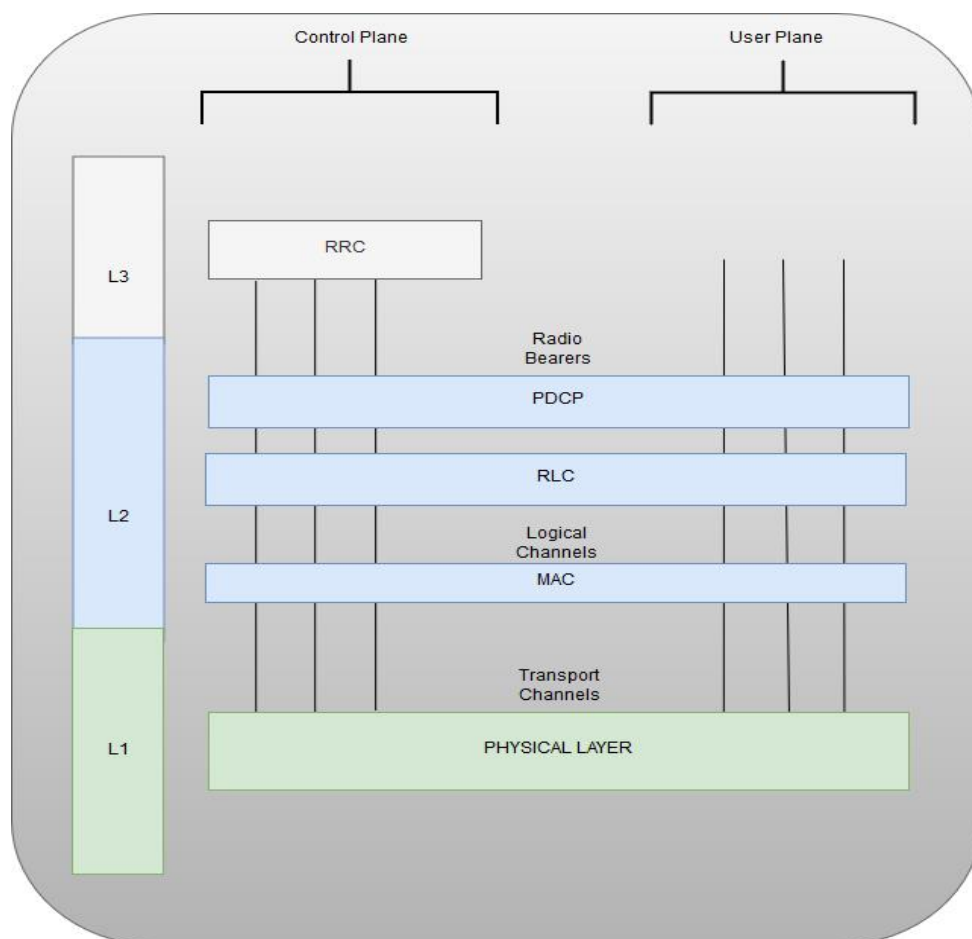 Control Plane
User Plane
L3
RRC
Radio
Bearers
PDCP
RLC
L2
Logical
Channels
MAC
Transport
Channels
L1
PHYSICAL LAYER